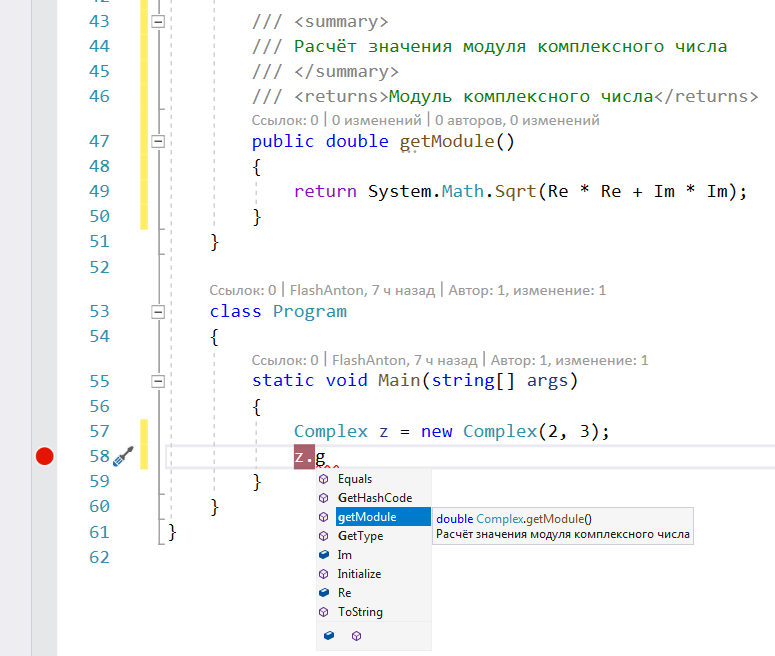 43 /// <summary>
44 /// Расчёт значения модуля комплексного числа
45 /// </summary>
46 /// <returns>Модуль комплексного числа</returns>
Ссылок: 0 | 0 изменений | 0 авторов, 0 изменений
47 public double getModule()
48 {
49 return System.Math.Sqrt(Re * Re + Im * Im);
50 }
51 }
52
Ссылок: 0 | FlashAnton, 7 ч назад | Автор: 1, изменение: 1
53 class Program
54 {
Ссылок: 0 | FlashAnton, 7 ч назад | Автор: 1, изменение: 1
55 static void Main(string[] args)
56 {
57 Complex z = new Complex(2, 3);
58 z.g
59 }
60 }
61 }
62
Equals
GetHashCode
getModule
GetType
Im
Initialize
Re
ToString
double Complex.getModule()
Расчёт значения модуля комплексного числа